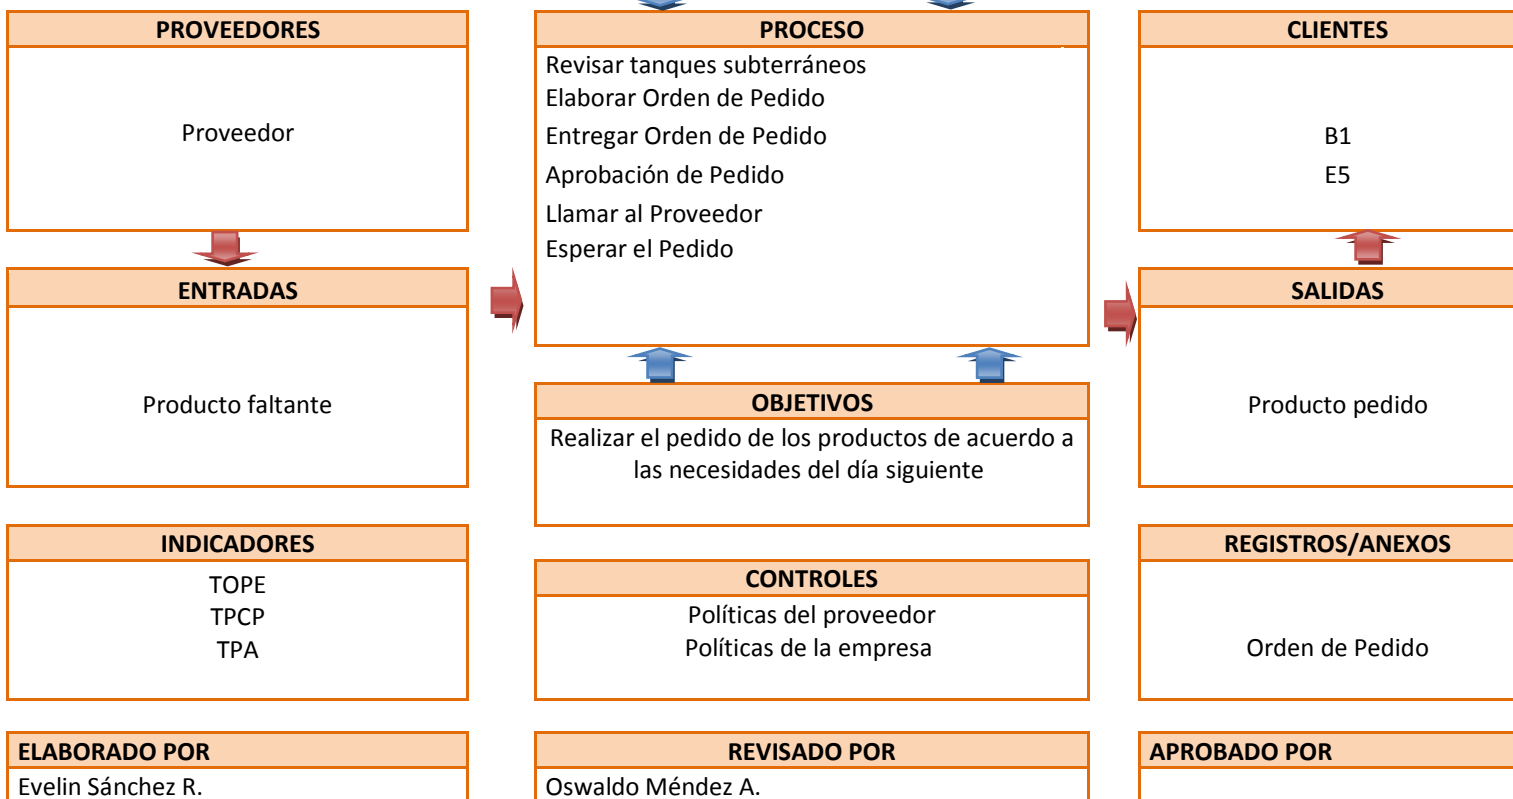 PROVEEDORES
Proveedor
PROCESO
Revisar tanques subterráneos
Elaborar Orden de Pedido
Entregar Orden de Pedido
Aprobación de Pedido
Llamar al Proveedor
Esperar el Pedido
CLIENTES
B1
E5
ENTRADAS
Producto faltante
OBJETIVOS
Realizar el pedido de los productos de acuerdo a
las necesidades del día siguiente
SALIDAS
Producto pedido
INDICADORES
TOPE
TPCP
TPA
CONTROLES
Políticas del proveedor
Políticas de la empresa
REGISTROS/ANEXOS
Orden de Pedido
ELABORADO POR
Evelin Sánchez R.
REVISADO POR
Oswaldo Méndez A.
APROBADO POR